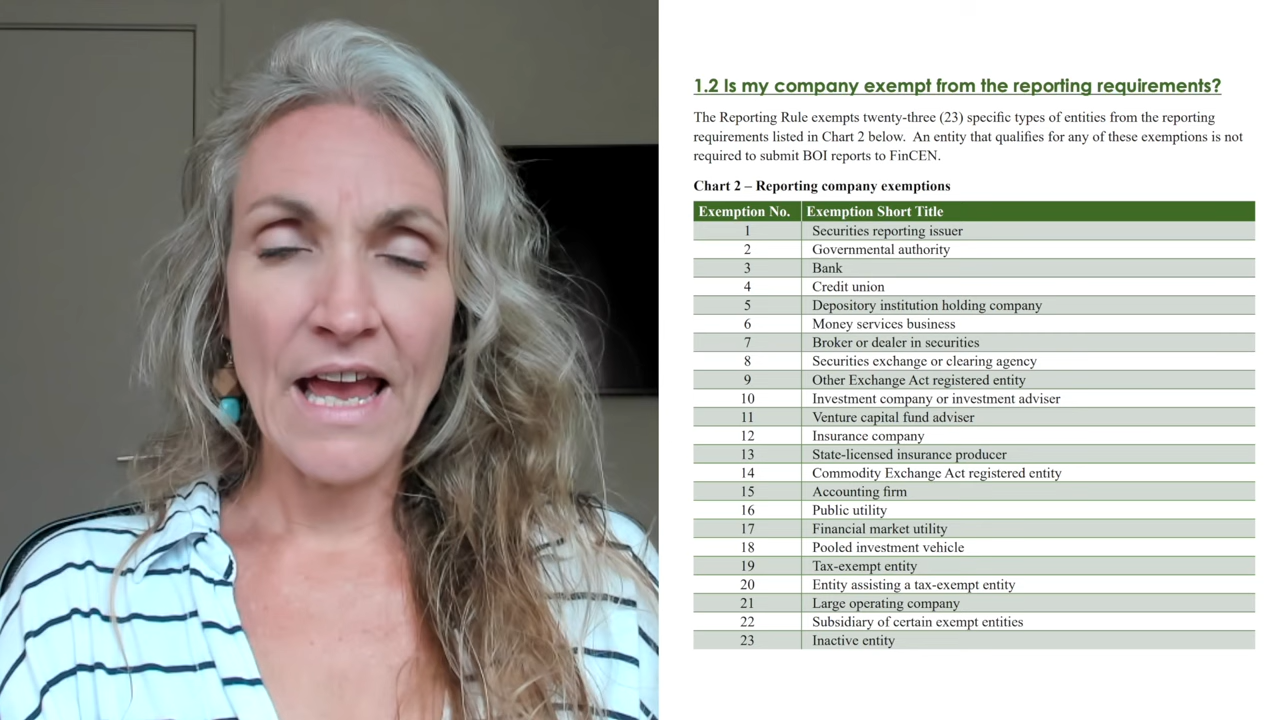 1.2 Is my company exempt from the reporting requirements?
The Reporting Rule exempts twenty-three (23) specific types of entities from the reporting
requirements listed in Chart 2 below. An entity that qualifies for any of these exemptions is not
required to submit BOI reports to FinCEN.
Chart 2 – Reporting company exemptions
Exemption No. Exemption Short Title
1 Securities reporting issuer
2 Governmental authority
3 Bank
4 Credit union
5 Depository institution holding company
6 Money services business
7 Broker or dealer in securities
8 Securities exchange or clearing agency
9 Other Exchange Act registered entity
10 Investment company or investment adviser
11 Venture capital fund adviser
12 Insurance company
13 State-licensed insurance producer
14 Commodity Exchange Act registered entity
15 Accounting firm
16 Public utility
17 Financial market utility
18 Pooled investment vehicle
19 Tax-exempt entity
20 Entity assisting a tax-exempt entity
21 Large operating company
22 Subsidiary of certain exempt entities
23 Inactive entity